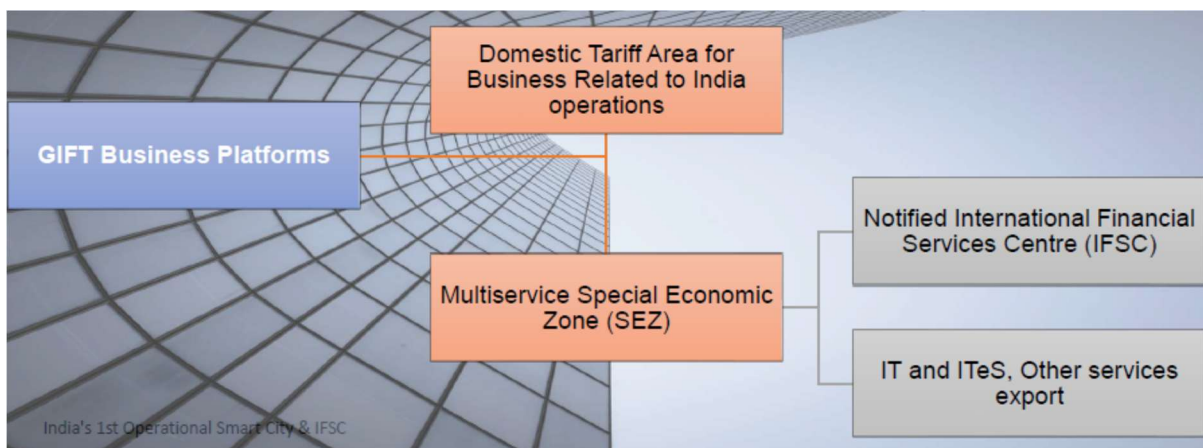 Domestic Tariff Area for
Business Related to India
operations
GIFT Business Platforms
Notified International Financial
Services Centre (IFSC)
Multiservice Special Economic
Zone (SEZ)
IT and ITeS, Other services
export
India's 1st Operational Smart City & IFSC